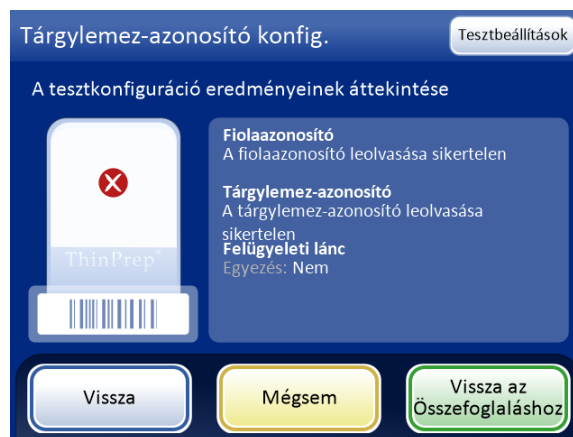 Tárgylemez-azonosító konfig.
Tesztbeállítások
A tesztkonfiguráció eredményeinek áttekintése
Fiolaazonosító
A fiolaazonosító leolvasása sikertelen
Tárgylemez-azonosító
A tárgylemez-azonosító leolvasása
sikertelen
Felügyeleti lánc
Egyezés: Nem
ThinPrep®
Vissza
Mégsem
Vissza az
Összefoglaláshoz